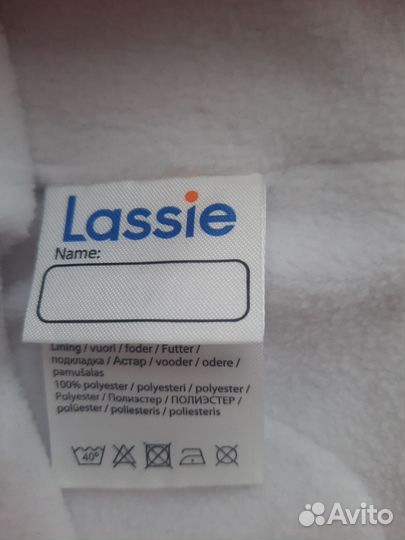 Lassie
Name:
Lining / vuori / foder / Futter /
подкладка / Астар / vooder / odere /
pamušalas
100% polyester / polyesteri / polyester /
Polyester / Полиэстер / ПОЛИЭСТЕР /
polüester / poliesteris / poliesteris
40°
Avito